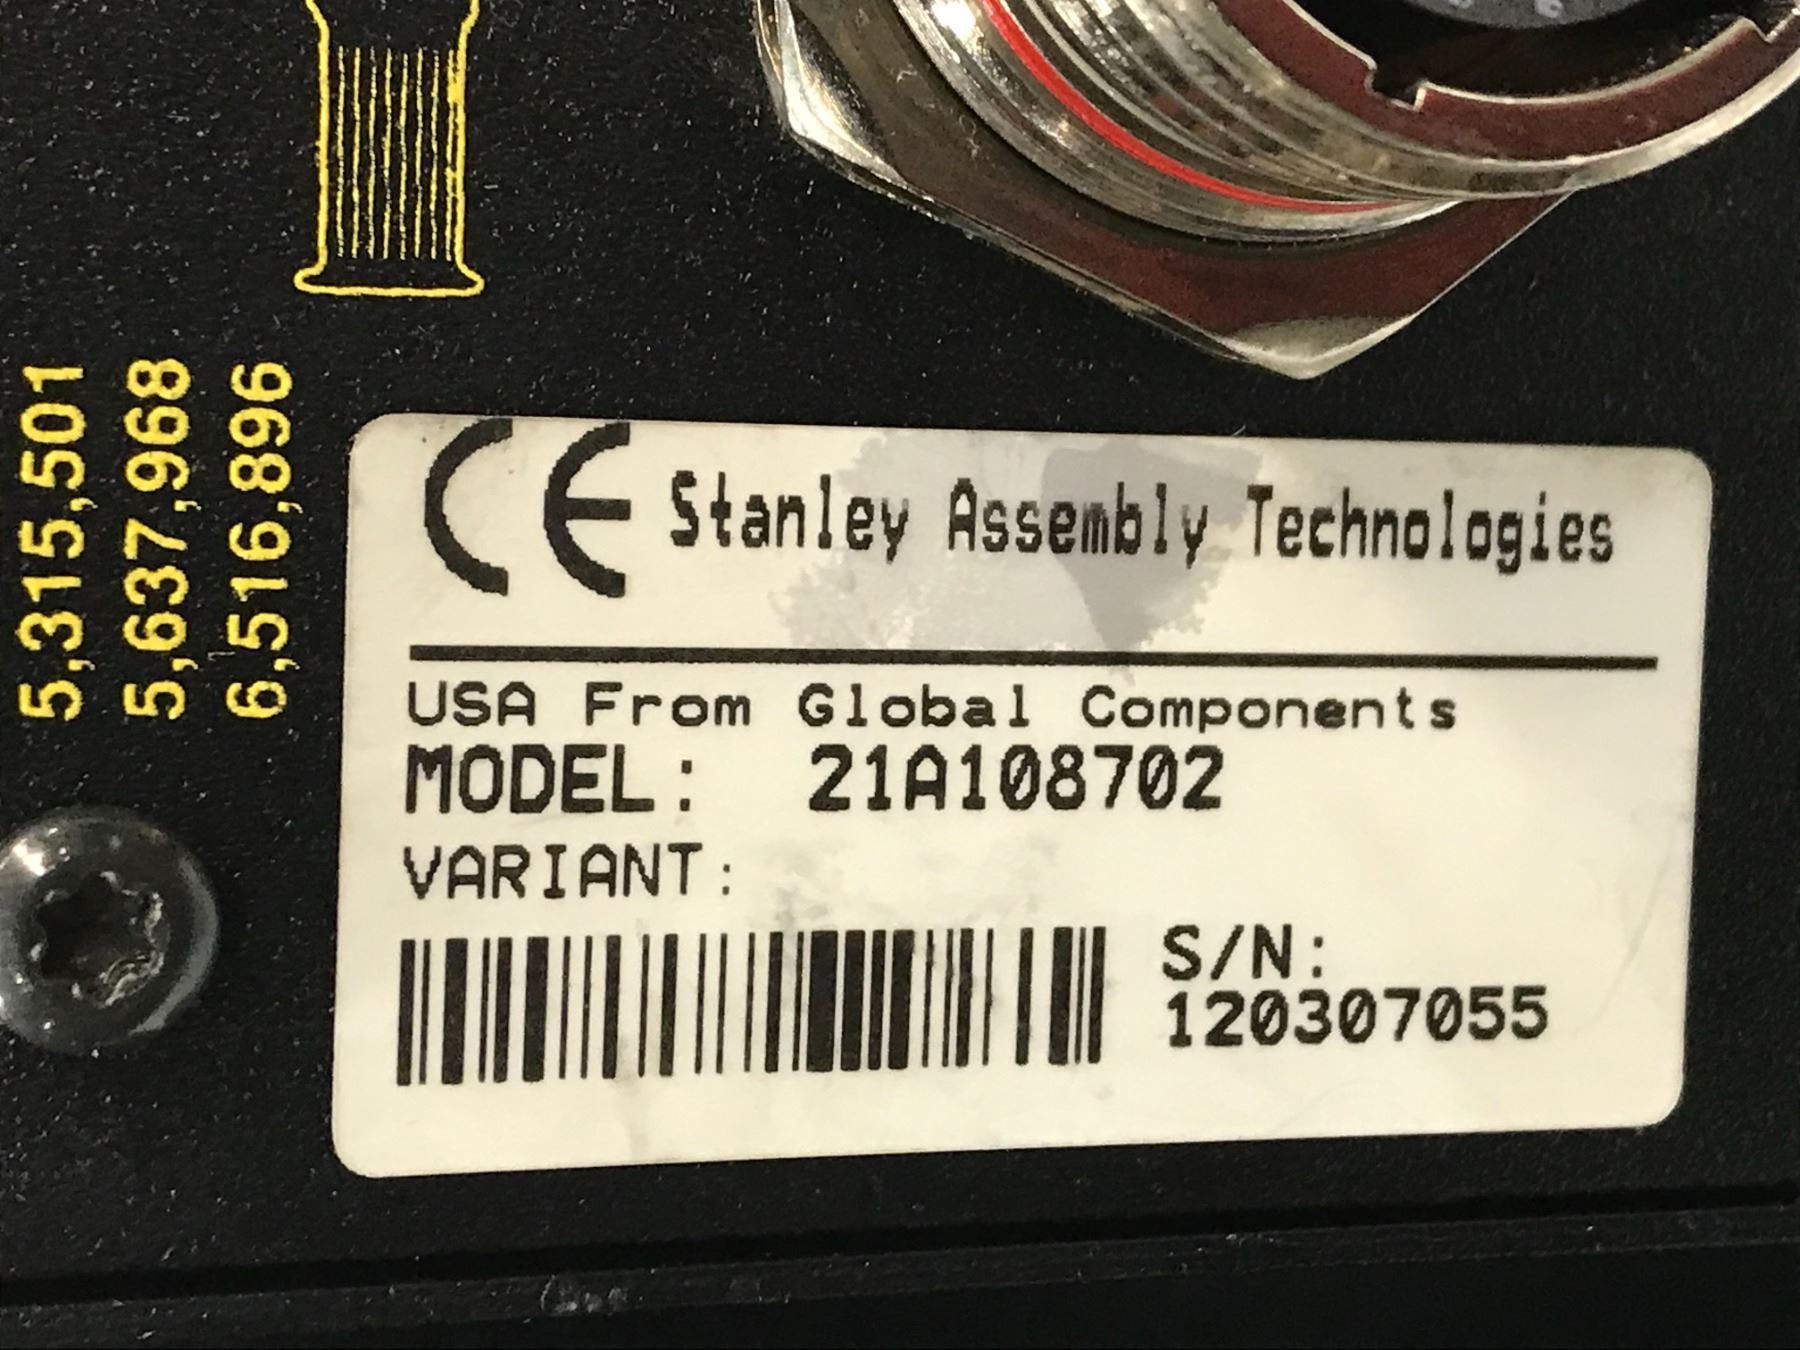 5,315,501
5,637,968
6,516,896
CE Stanley Assembly Technologies
USA From Global Components
MODEL: 21A108702
VARIANT:
S/N:
120307055